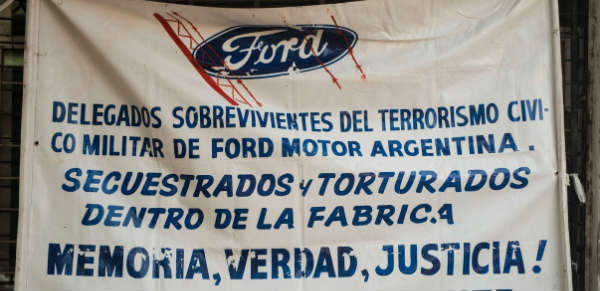 Ford
DELEGADOS SOBREVIVIENTES DEL TERRORISMO CIVI-
CO MILITAR DE FORD MOTOR ARGENTINA.
SECUESTRADOS y TORTURADOS
DENTRO DE LA FABRICA
MEMORIA, VERDAD, JUSTICIA!